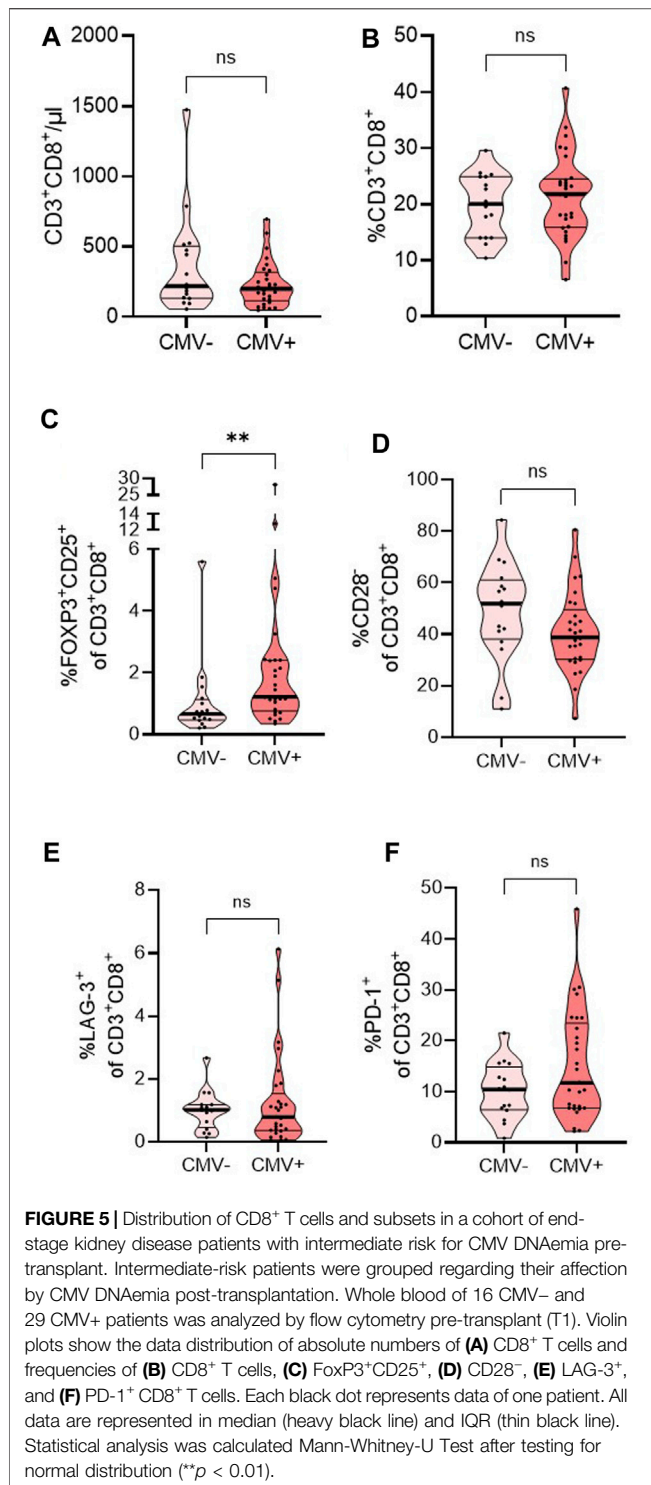 A
B
2000
1500
1000
500
0
CD3⁺CD8⁺/µl
ns
CMV-
CMV+
50
40
30
20
10
0
%CD3⁺CD8⁺
ns
CMV-
CMV+
C
D
30
25
14
12
6
4
2
0
%FOXP3⁺CD25⁺
of CD3⁺CD8⁺
**
CMV-
CMV+
100
80
60
40
20
0
%CD28⁻
of CD3⁺CD8⁺
ns
CMV-
CMV+
E
F
8
6
4
2
0
%LAG-3⁺
of CD3⁺CD8⁺
ns
CMV-
CMV+
50
40
30
20
10
0
%PD-1⁺
of CD3⁺CD8⁺
ns
CMV-
CMV+
FIGURE 5 | Distribution of CD8⁺ T cells and subsets in a cohort of end-
stage kidney disease patients with intermediate risk for CMV DNAemia pre-
transplant. Intermediate-risk patients were grouped regarding their affection
by CMV DNAemia post-transplantation. Whole blood of 16 CMV– and
29 CMV+ patients was analyzed by flow cytometry pre-transplant (T1). Violin
plots show the data distribution of absolute numbers of (A) CD8⁺ T cells and
frequencies of (B) CD8⁺ T cells, (C) FoxP3⁺CD25⁺, (D) CD28⁻, (E) LAG-3⁺,
and (F) PD-1⁺ CD8⁺ T cells. Each black dot represents data of one patient. All
data are represented in median (heavy black line) and IQR (thin black line).
Statistical analysis was calculated Mann-Whitney-U Test after testing for
normal distribution (**p < 0.01).